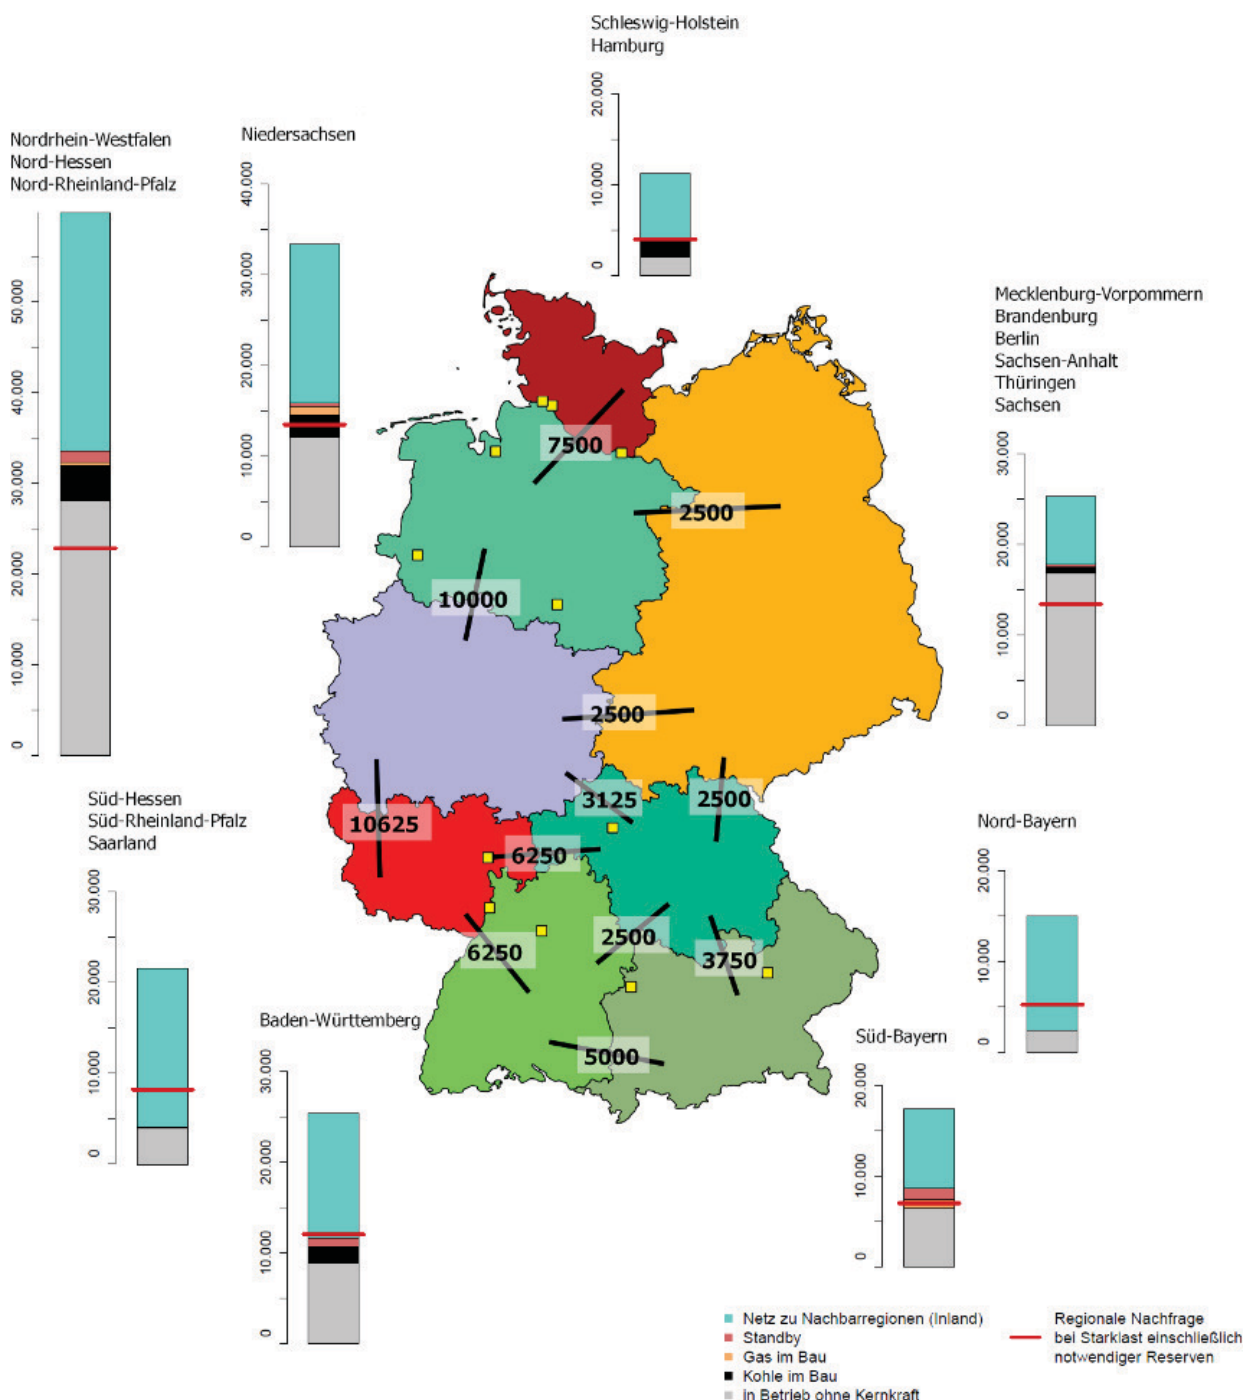 Schleswig-Holstein
Hamburg
20.000
10.000
0
Nordrhein-Westfalen
Nord-Hessen
Nord-Rheinland-Pfalz
50.000
40.000
30.000
20.000
10.000
0
Niedersachsen
40.000
30.000
20.000
10.000
0
Mecklenburg-Vorpommern
Brandenburg
Berlin
Sachsen-Anhalt
Thüringen
Sachsen
30.000
20.000
10.000
0
7500
2500
10000
2500
3125
2500
10625
6250
2500
6250
3750
5000
Süd-Hessen
Süd-Rheinland-Pfalz
Saarland
30.000
20.000
10.000
0
Nord-Bayern
20.000
10.000
0
Baden-Württemberg
30.000
20.000
10.000
0
Süd-Bayern
20.000
10.000
0
Netz zu Nachbarregionen (Inland)
Standby
Gas im Bau
Kohle im Bau
in Betrieb ohne Kernkraft
Regionale Nachfrage
bei Starklast einschließlich
notwendiger Reserven